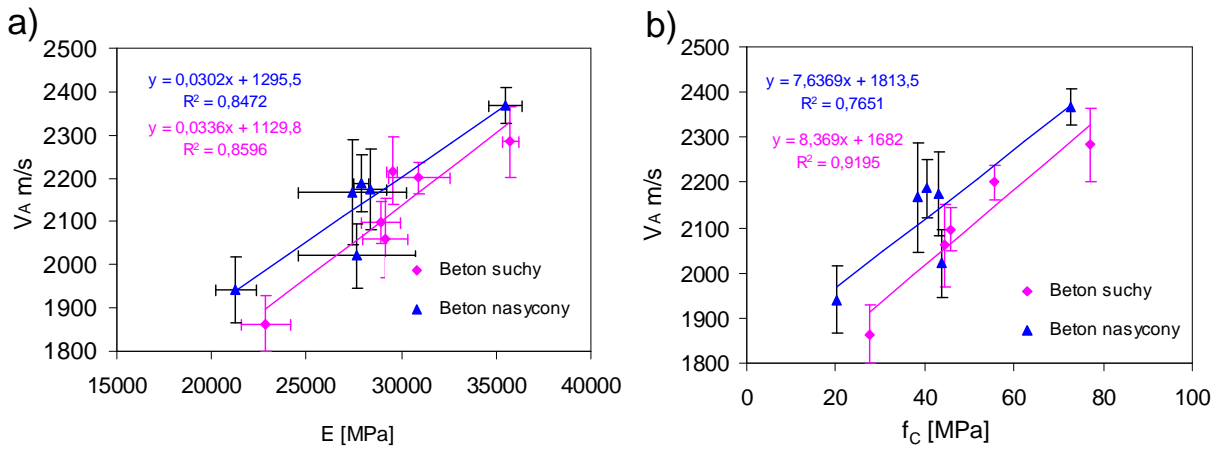 a)
2500
2400
2300
2200
2100
2000
1900
1800
15000 20000 25000 30000 35000 40000
VA m/s
E [MPa]
y = 0,0302x + 1295,5
R² = 0,8472
y = 0,0336x + 1129,8
R² = 0,8596
Beton suchy
Beton nasycony
b)
2500
2400
2300
2200
2100
2000
1900
1800
0 20 40 60 80 100
VA m/s
fC [MPa]
y = 7,6369x + 1813,5
R² = 0,7651
y = 8,369x + 1682
R² = 0,9195
Beton suchy
Beton nasycony